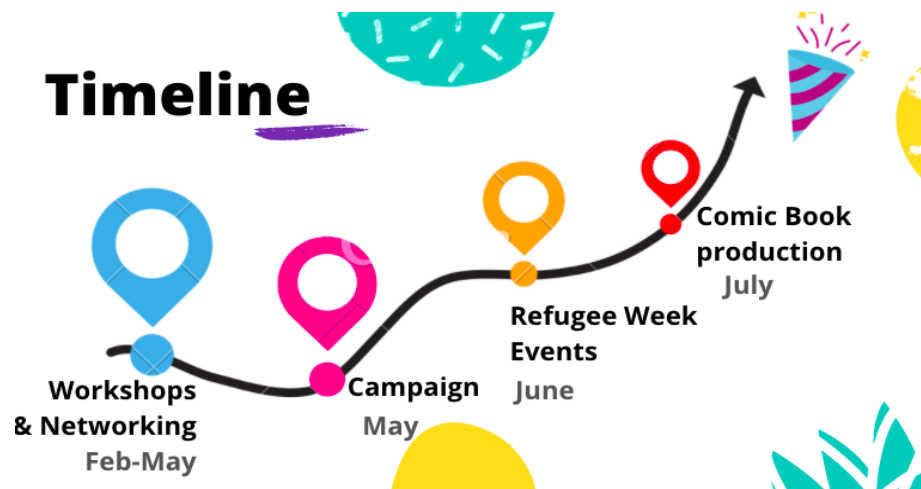 Timeline
Workshops
& Networking
Feb-May
Campaign
May
Refugee Week
Events
June
Comic Book
production
July